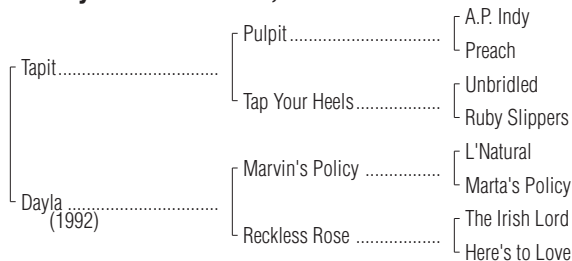 A.P. Indy
Pulpit
Preach
Tapit
Unbridled
Tap Your Heels
Ruby Slippers
L'Natural
Marvin's Policy
Marta's Policy
Dayla
(1992)
The Irish Lord
Reckless Rose
Here's to Love